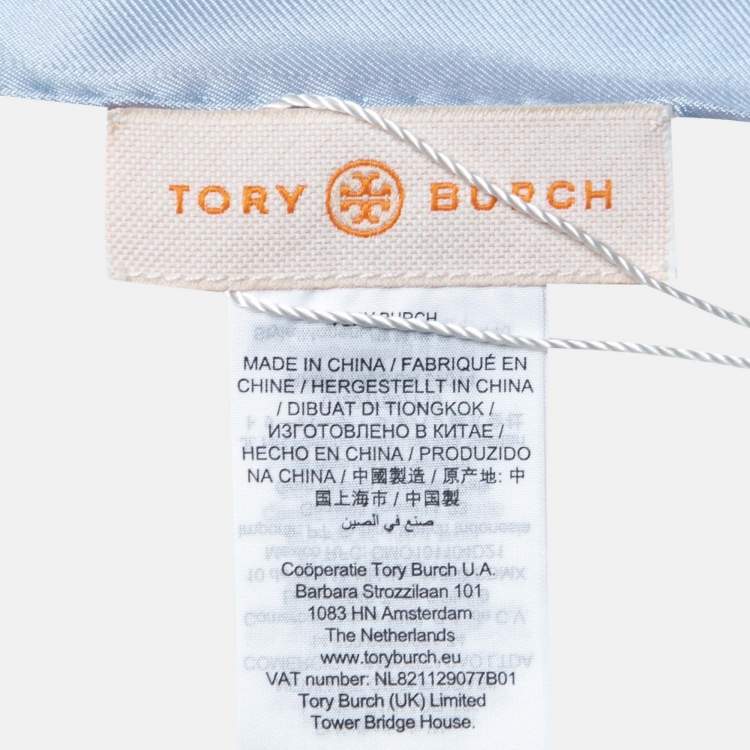 TORY BURCH
TORY BURCH
MADE IN CHINA / FABRIQUÉ EN
CHINE / HERGESTELLT IN CHINA
/ DIBUAT DI TIONGKOK /
ИЗГОТОВЛЕНО В КИТАЕ /
HECHO EN CHINA / PRODUZIDO
NA CHINA / 中國製造 / 原产地: 中
国上海市 / 中国製
صنع في الصين
Coöperatie Tory Burch U.A.
Barbara Strozzilaan 101
1083 HN Amsterdam
The Netherlands
www.toryburch.eu
VAT number: NL821129077B01
Tory Burch (UK) Limited
Tower Bridge House.